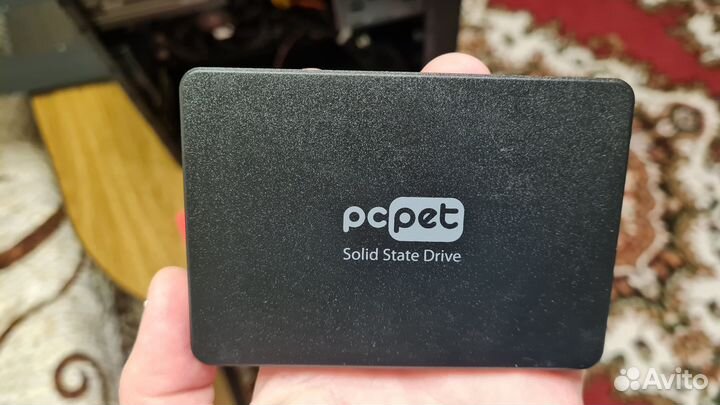 pcpet
Solid State Drive
Avito